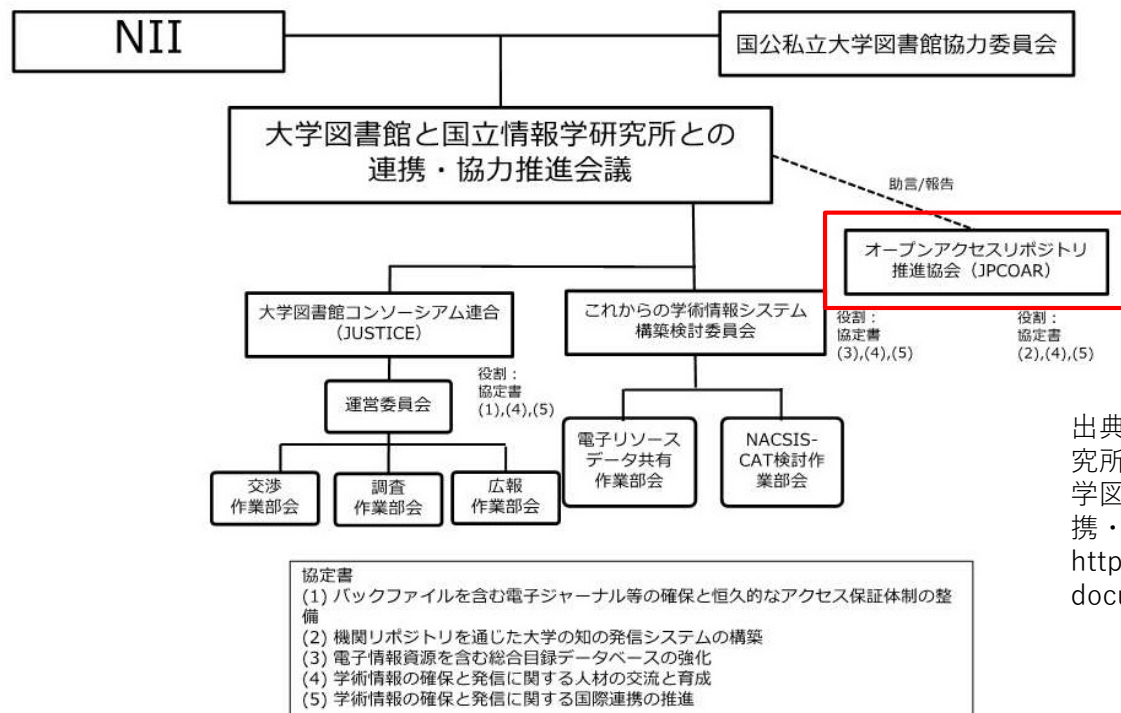 NII
国公私立大学図書館協力委員会
大学図書館と国立情報学研究所との
連携・協力推進会議
助言/報告
オープンアクセスリポジトリ
推進協会（JPCOAR）
大学図書館コンソーシアム連合
（JUSTICE）
これからの学術情報システム
構築検討委員会
役割：
協定書
(3),(4),(5)
役割：
協定書
(2),(4),(5)
運営委員会
役割：
協定書
(1),(4),(5)
交渉
作業部会
調査
作業部会
広報
作業部会
電子リソース
データ共有
作業部会
NACSIS-
CAT検討作
業部会
出典
究所
学図
携・
http
docu
協定書
(1) バックファイルを含む電子ジャーナル等の確保と恒久的なアクセス保証体制の整
備
(2) 機関リポジトリを通じた大学の知の発信システムの構築
(3) 電子情報資源を含む総合目録データベースの強化
(4) 学術情報の確保と発信に関する人材の交流と育成
(5) 学術情報の確保と発信に関する国際連携の推進